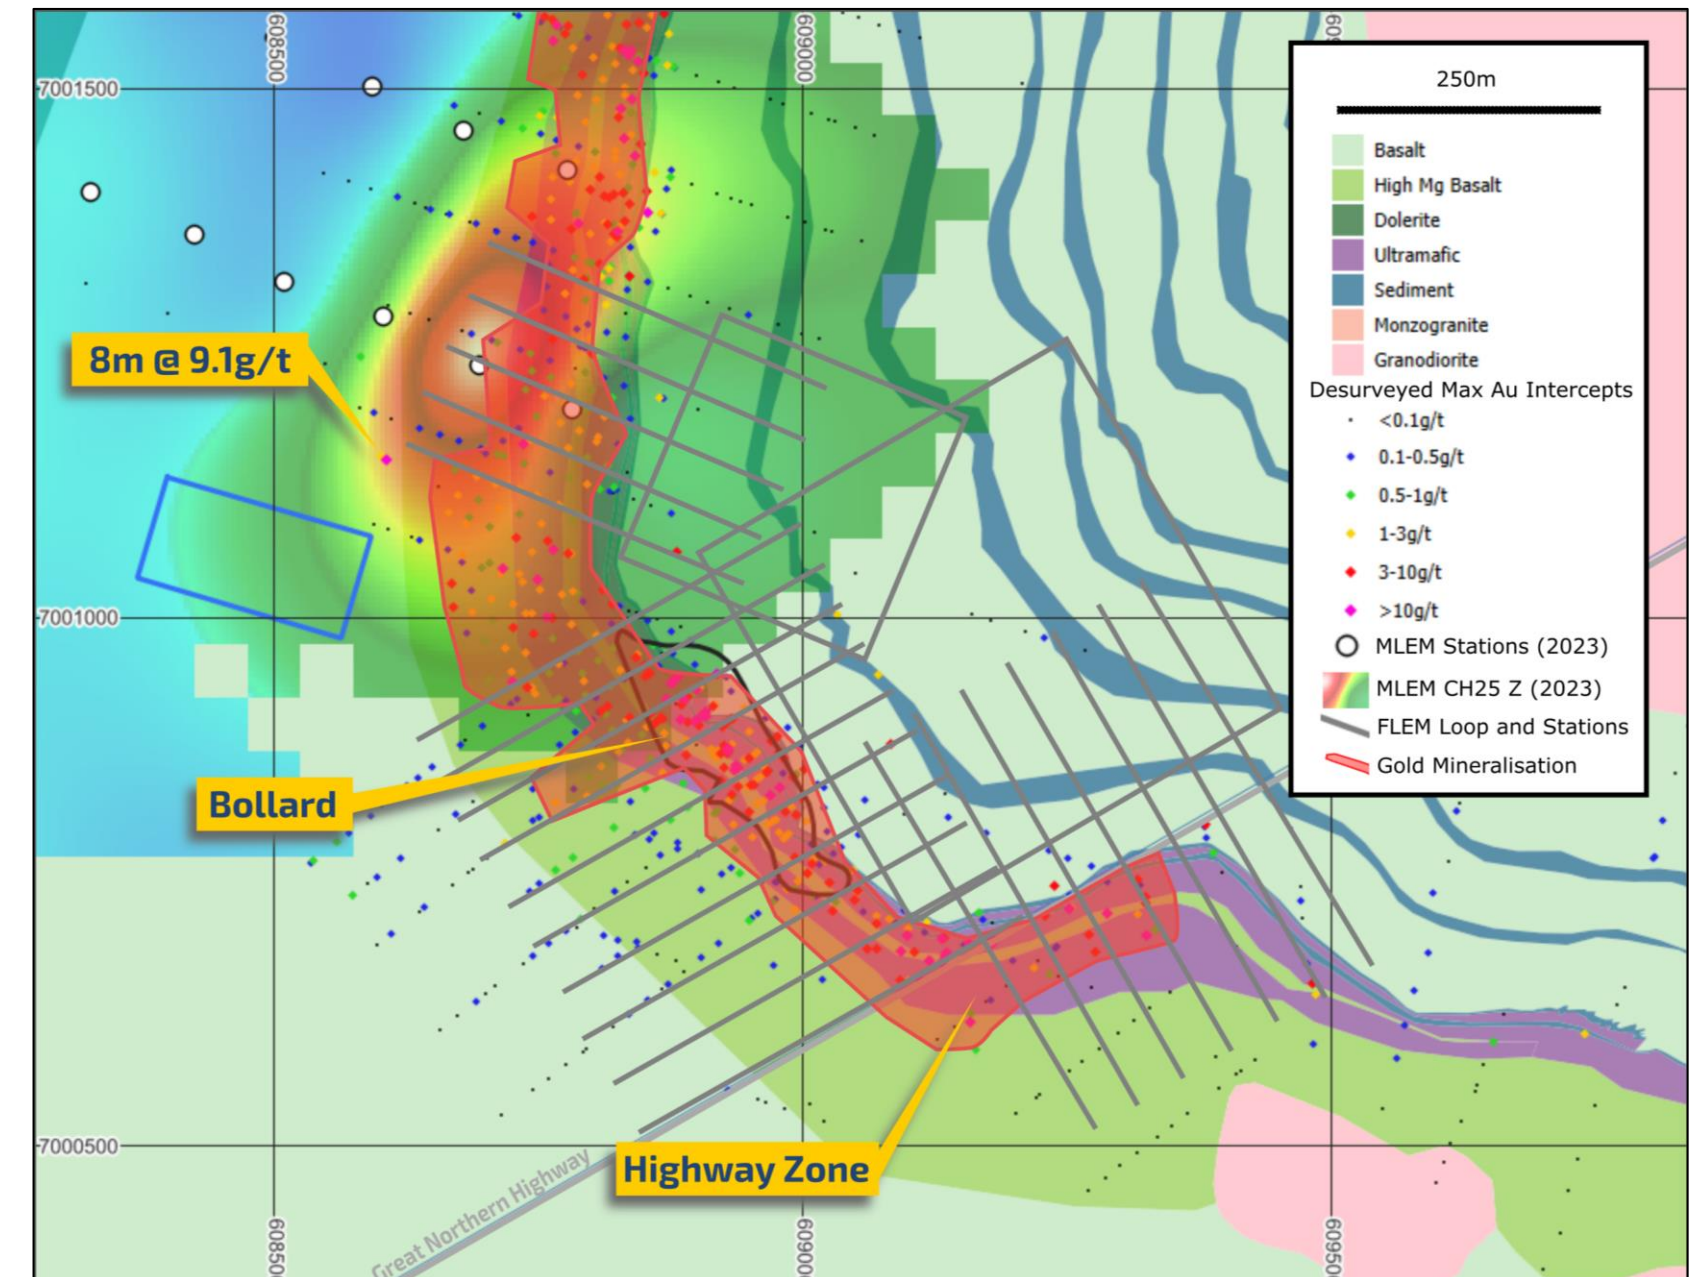 608500
609000
7001500
250m
Basalt
High Mg Basalt
Dolerite
Ultramafic
Sediment
Monzogranite
Granodiorite
Desurveyed Max Au Intercepts
<0.1g/t
0.1-0.5g/t
0.5-1g/t
1-3g/t
3-10g/t
>10g/t
MLEM Stations (2023)
MLEM CH25 Z (2023)
FLEM Loop and Stations
Gold Mineralisation
8m @ 9.1g/t
7001000
Bollard
7000500
Highway Zone
Great Northern Highway